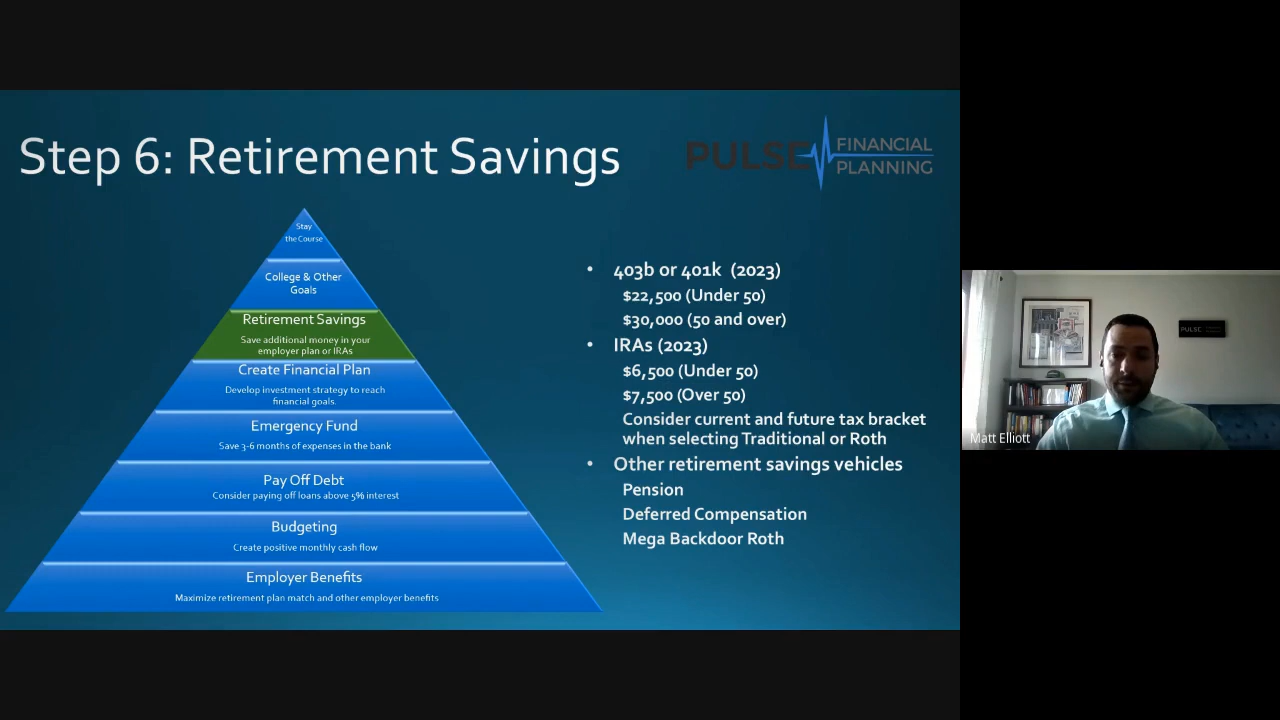 Step 6: Retirement Savings
PULSE
FINANCIAL
PLANNING
Stay
the Course
College & Other
Goals
Retirement Savings
Save additional money in your
employer plan or IRAs
Create Financial Plan
Develop investment strategy to reach
financial goals.
Emergency Fund
Save 3-6 months of expenses in the bank
Pay Off Debt
Consider paying off loans above 5% interest
Budgeting
Create positive monthly cash flow
Employer Benefits
Maximize retirement plan match and other employer benefits
• 403b or 401k (2023)
$22,500 (Under 50)
$30,000 (50 and over)
• IRAs (2023)
$6,500 (Under 50)
$7,500 (Over 50)
Consider current and future tax bracket
when selecting Traditional or Roth
• Other retirement savings vehicles
Pension
Deferred Compensation
Mega Backdoor Roth
PULSE
Matt Elliott